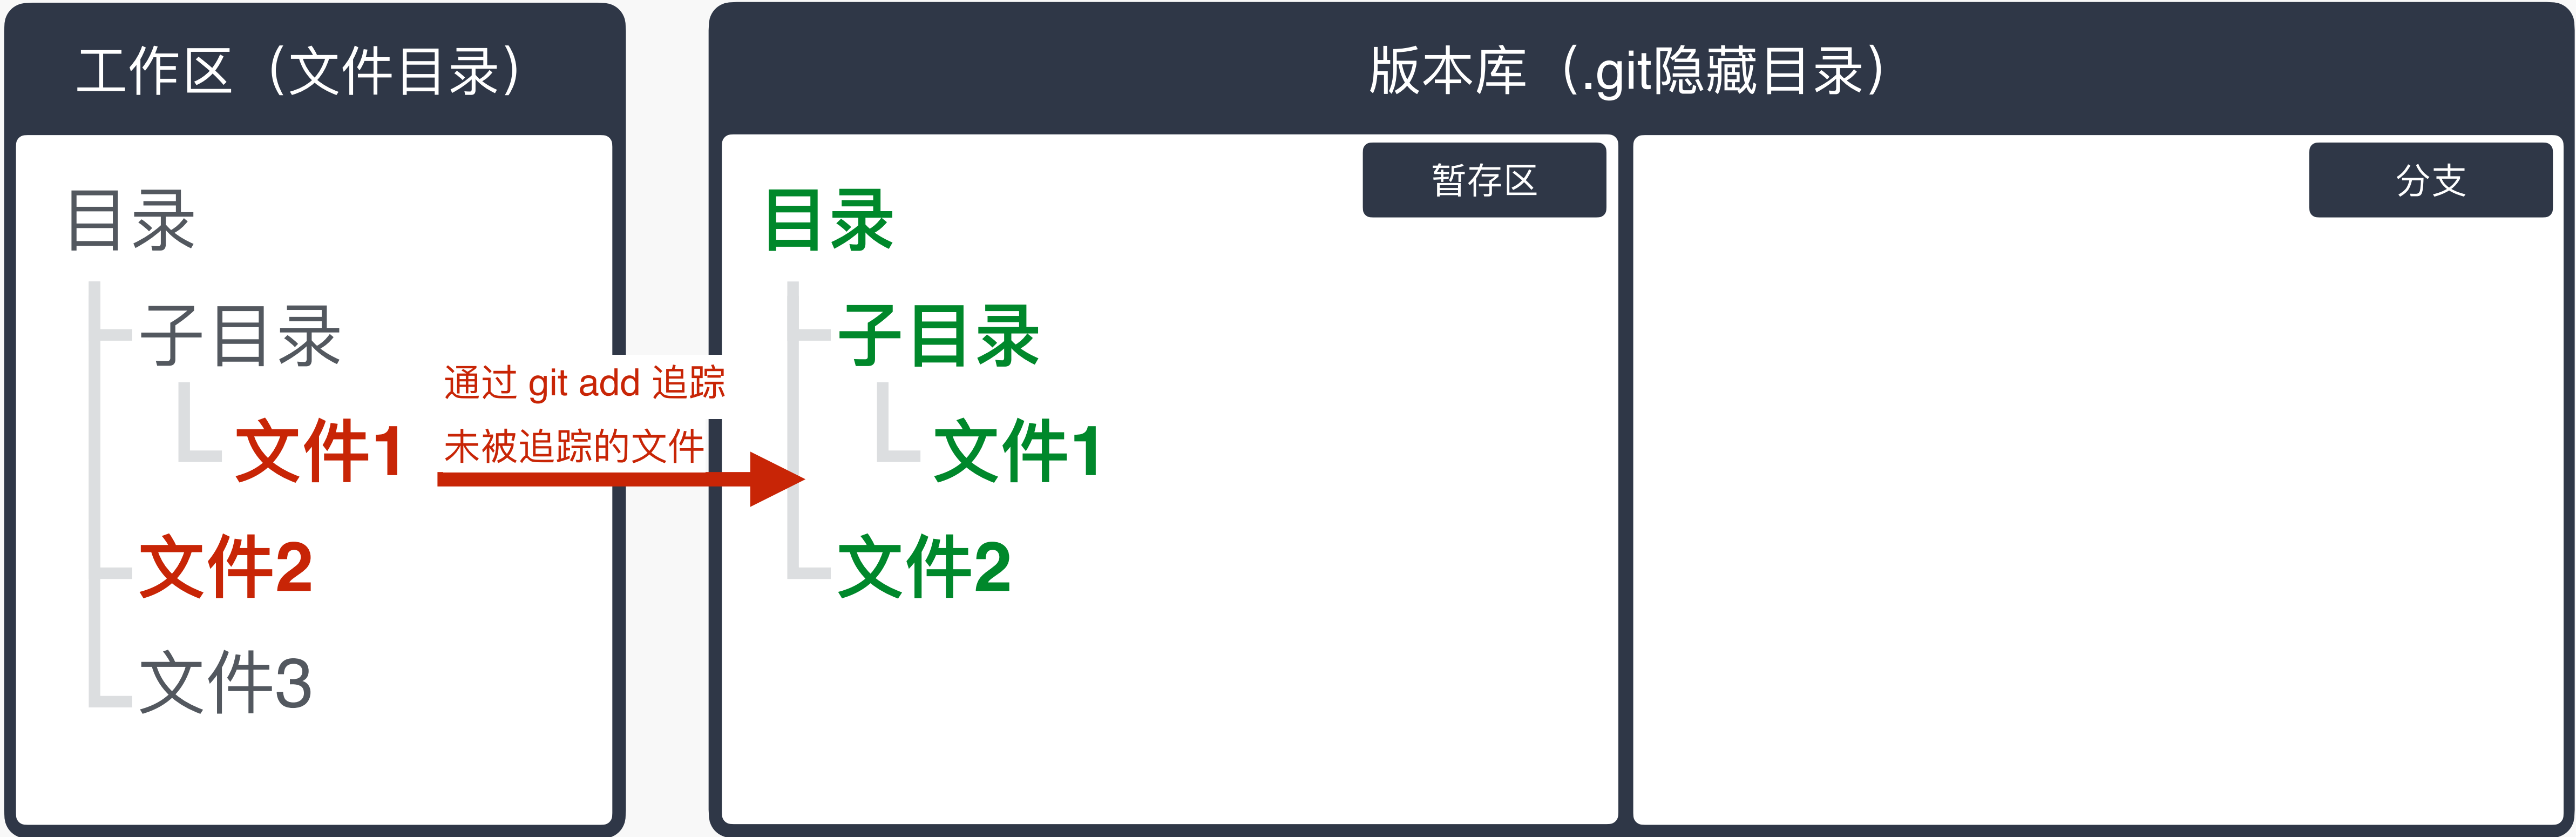 工作区（文件目录）
目录
子目录
文件1
文件2
文件3
通过 git add 追踪
未被追踪的文件
版本库（.git隐藏目录）
暂存区
目录
子目录
文件1
文件2
分支